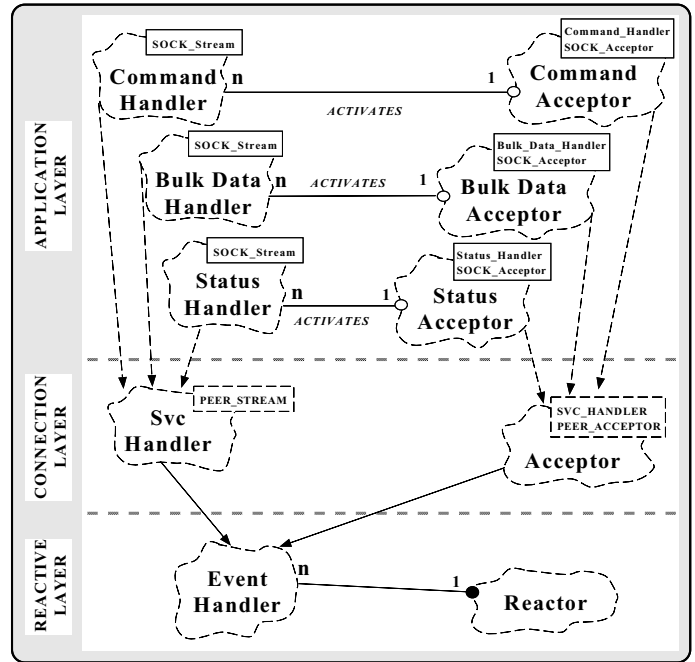 APPLICATION
LAYER
SOCK_Stream
Command
Handler
n
1
ACTIVATES
Command_Handler
SOCK_Acceptor
Command
Acceptor
SOCK_Stream
Bulk Data
Handler
n
ACTIVATES
1
Bulk_Data_Handler
SOCK_Acceptor
Bulk Data
Acceptor
SOCK_Stream
Status
Handler
n
1
ACTIVATES
Status_Handler
SOCK_Acceptor
Status
Acceptor
CONNECTION
LAYER
PEER_STREAM
Svc
Handler
SVC_HANDLER
PEER_ACCEPTOR
Acceptor
REACTIVE
LAYER
Event
Handler
n
1
Reactor